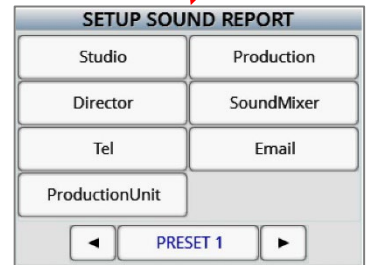 SETUP SOUND REPORT
Studio Production
Director SoundMixer
Tel Email
ProductionUnit
◄ PRESET 1 ►